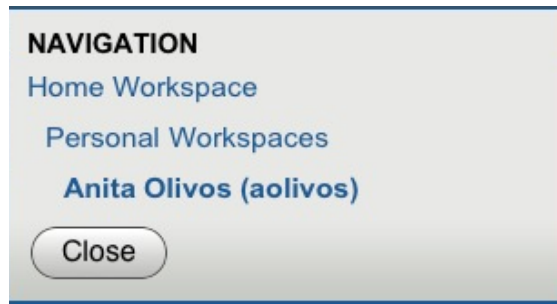 NAVIGATION
Home Workspace
Personal Workspaces
Anita Olivos (aolivos)
Close